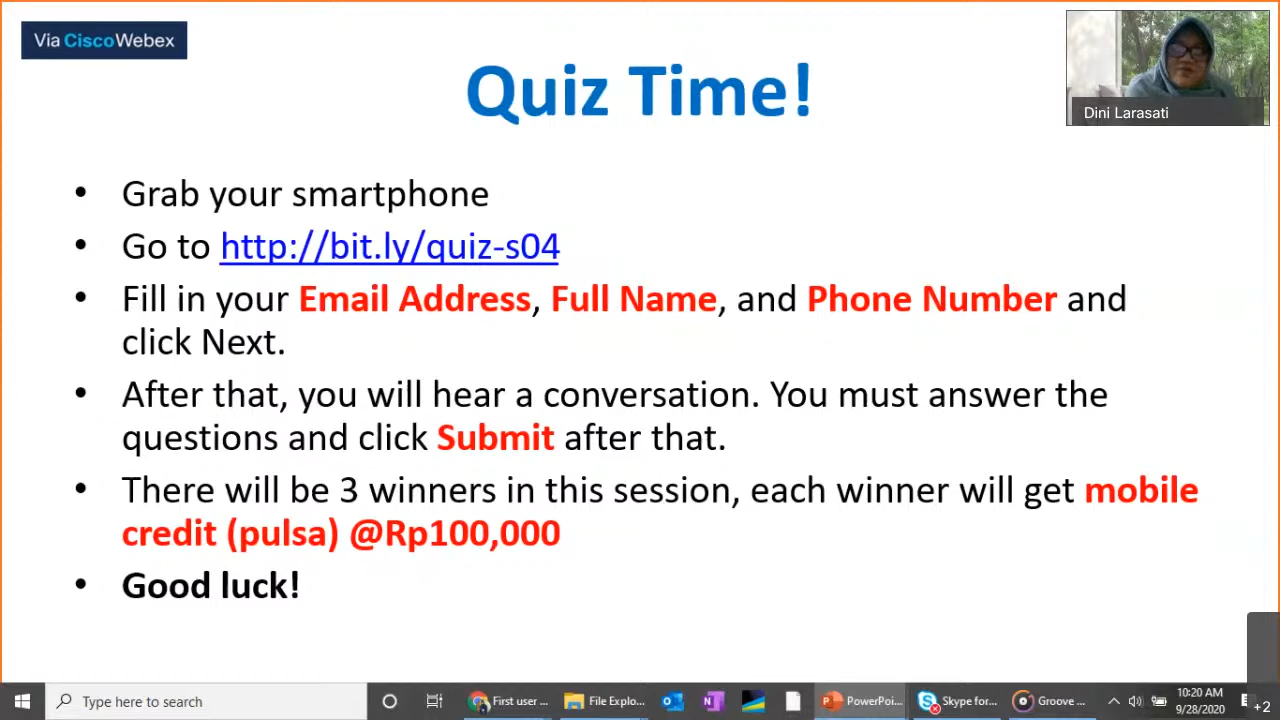 Via CiscoWebex
Quiz Time!
Dini Larasati
• Grab your smartphone
• Go to http://bit.ly/quiz-s04
• Fill in your Email Address, Full Name, and Phone Number and
click Next.
• After that, you will hear a conversation. You must answer the
questions and click Submit after that.
• There will be 3 winners in this session, each winner will get mobile
credit (pulsa) @Rp100,000
• Good luck!
Type here to search
First user ...
File Explo...
PowerPoi...
Skype for...
Groove ...
10:20 AM
9/28/2020
+2